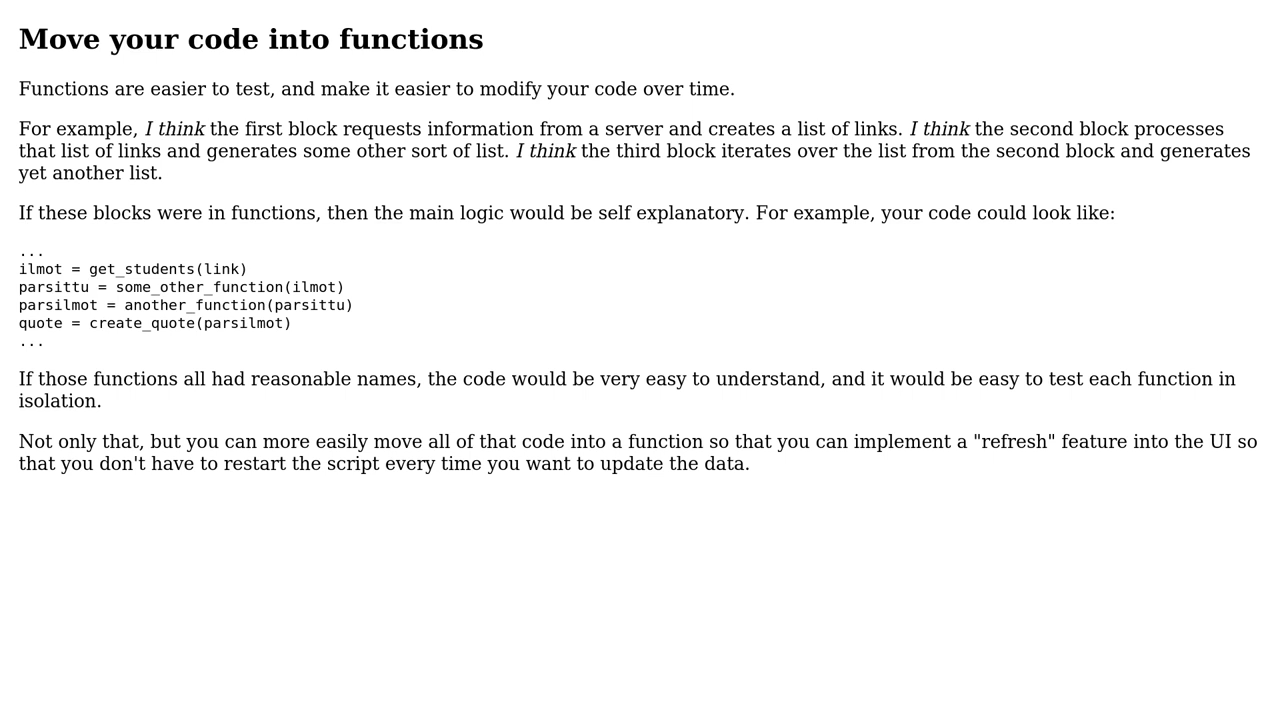 Move your code into functions
Functions are easier to test, and make it easier to modify your code over time.
For example, I think the first block requests information from a server and creates a list of links. I think the second block processes
that list of links and generates some other sort of list. I think the third block iterates over the list from the second block and generates
yet another list.
If these blocks were in functions, then the main logic would be self explanatory. For example, your code could look like:
...
ilmot = get_students(link)
parsittu = some_other_function(ilmot)
parsilmot = another_function(parsittu)
quote = create_quote(parsilmot)
...
If those functions all had reasonable names, the code would be very easy to understand, and it would be easy to test each function in
isolation.
Not only that, but you can more easily move all of that code into a function so that you can implement a "refresh" feature into the UI so
that you don't have to restart the script every time you want to update the data.